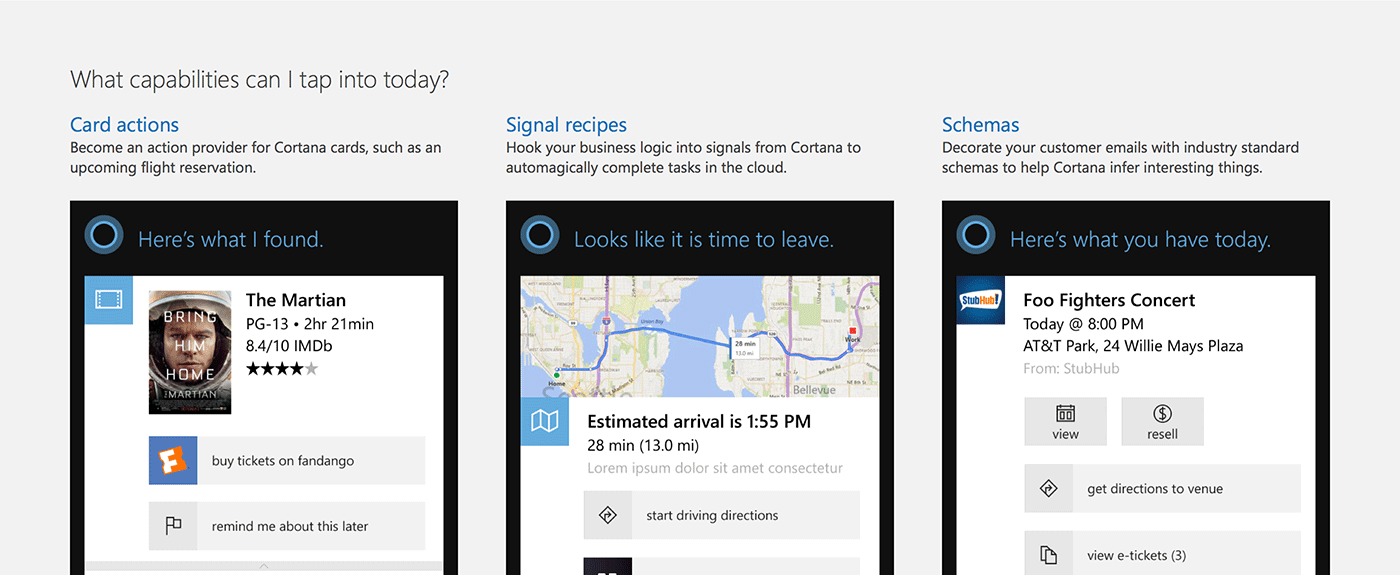 What capabilities can I tap into today?
Card actions
Become an action provider for Cortana cards, such as an
upcoming flight reservation.
Here's what I found.
BRING
HIM
HOME
MARTIAN
The Martian
PG-13 • 2hr 21min
8.4/10 IMDb
buy tickets on fandango
remind me about this later
Signal recipes
Hook your business logic into signals from Cortana to
automagically complete tasks in the cloud.
Looks like it is time to leave.
Union Bay
28 min
13.0 mi
Work
Home
Bellevue
Estimated arrival is 1:55 PM
28 min (13.0 mi)
Lorem ipsum dolor sit amet consectetur
start driving directions
Schemas
Decorate your customer emails with industry standard
schemas to help Cortana infer interesting things.
Here's what you have today.
StubHub!
Foo Fighters Concert
Today @ 8:00 PM
AT&T Park, 24 Willie Mays Plaza
From: StubHub
view
resell
get directions to venue
view e-tickets (3)